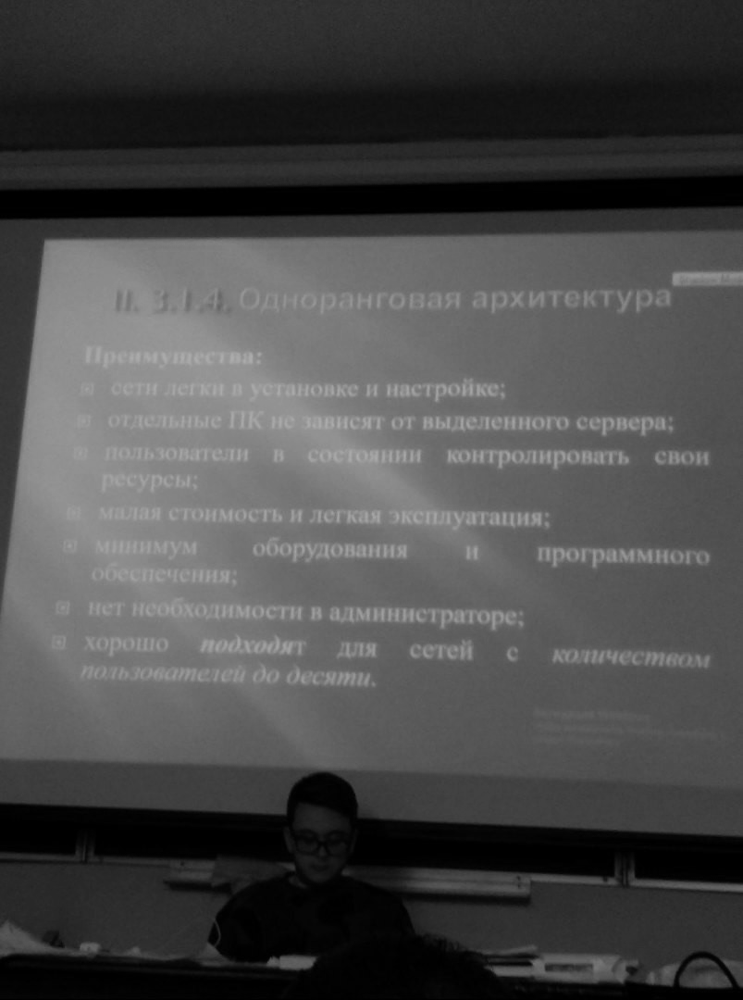 II. 3.1.4. Одноранговая архитектура
Преимущества:
сети легки в установке и настройке;
отдельные ПК не зависят от выделенного сервера;
пользователи в состоянии контролировать свои
ресурсы;
малая стоимость и легкая эксплуатация;
минимум оборудования и программного
обеспечения;
нет необходимости в администраторе;
хорошо подходят для сетей с количеством
пользователей до десяти.